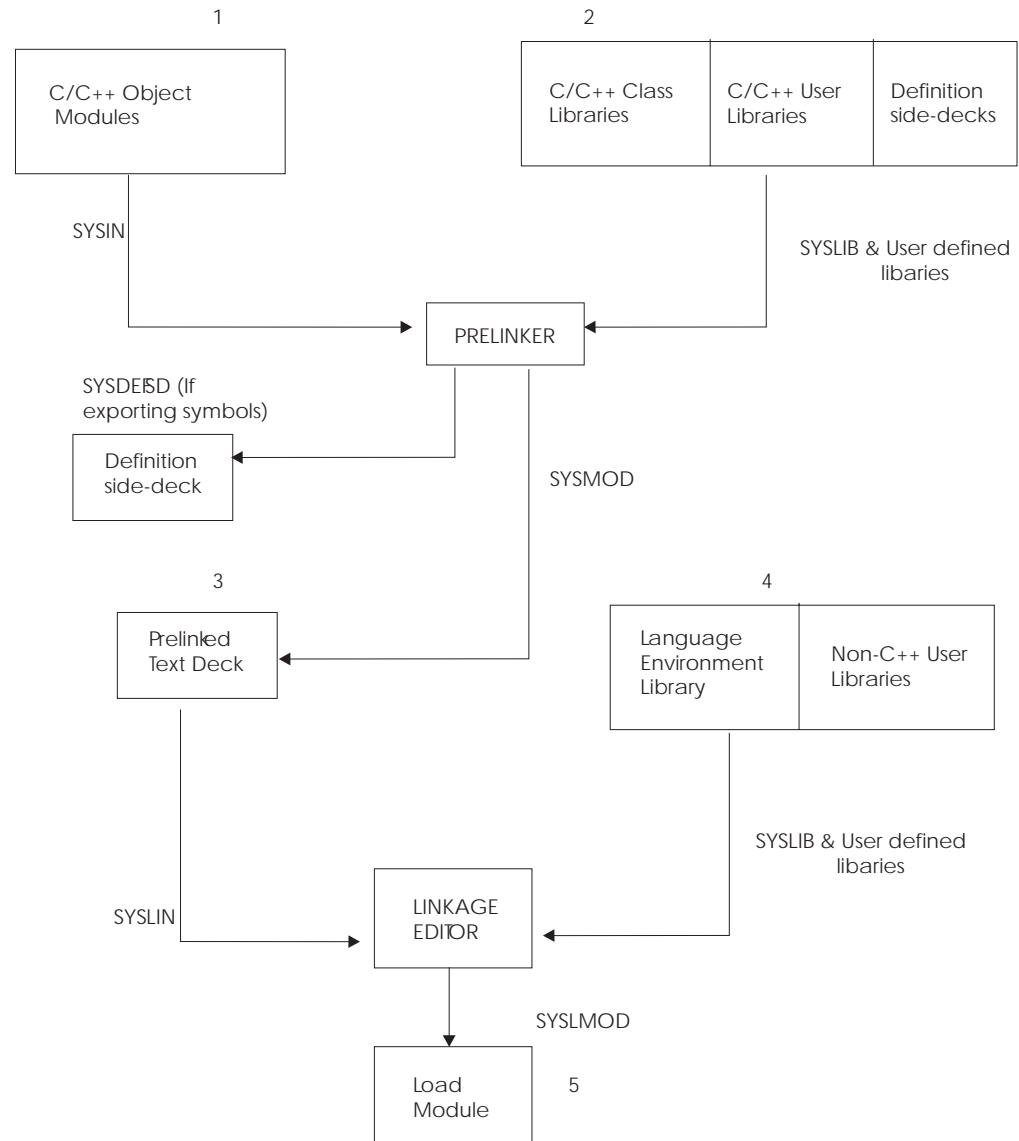 1
2
C/C++ Object
Modules
C/C++ Class
Libraries
C/C++ User
Libraries
Definition
side-decks
SYSIN
SYSLIB & User defined
libaries
PRELINKER
SYSDEFSD (If
exporting symbols)
Definition
side-deck
SYSMOD
3
4
Prelinked
Text Deck
Language
Environment
Library
Non-C++ User
Libraries
SYSLIB & User defined
libaries
SYSLIN
LINKAGE
EDITOR
SYSLMOD
Load
Module
5